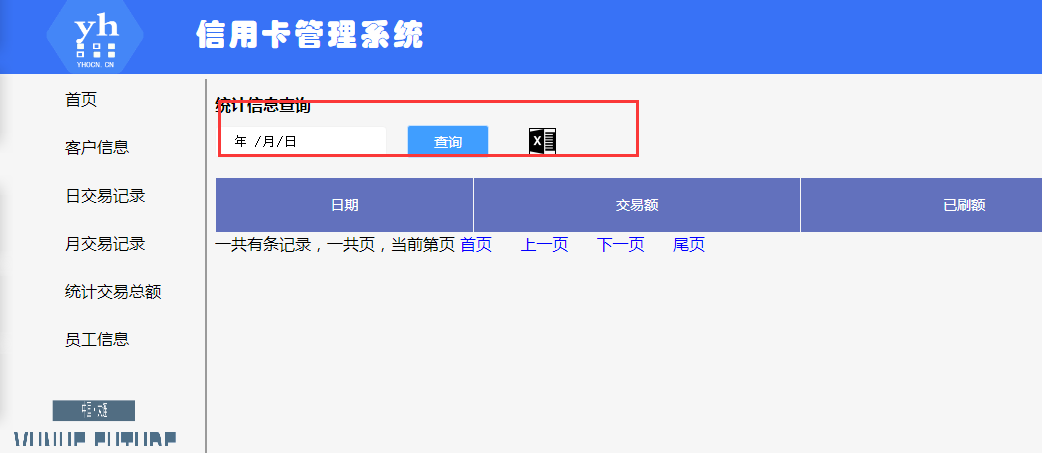 yh
YHOCN.CN
信用卡管理系统
首页
客户信息
日交易记录
月交易记录
统计交易总额
员工信息
中国·大连
统计信息查询
年 /月/日
查询
X
日期 交易额 已刷额
一共有条记录，一共页，当前第页 首页 上一页 下一页 尾页